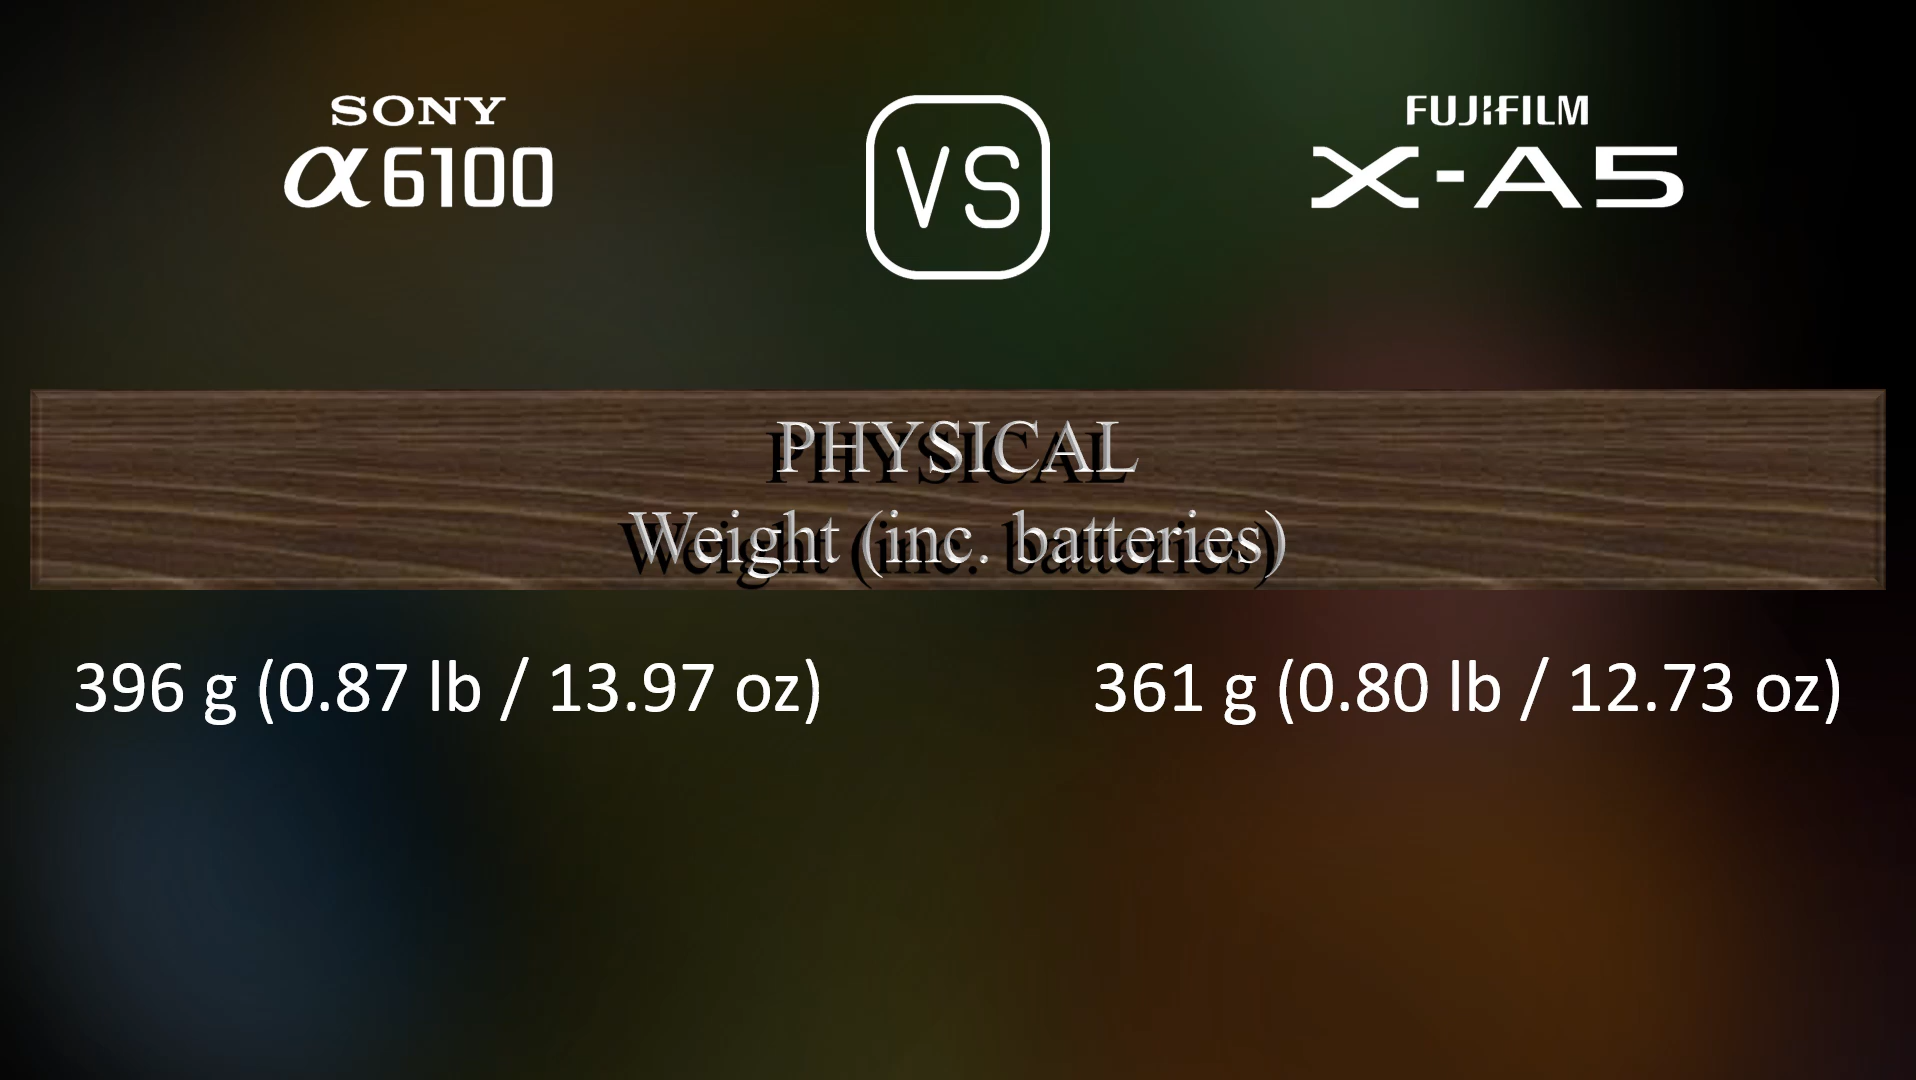 SONY
α6100
VS
FUJIFILM
X-A5
PHYSICAL
Weight (inc. batteries)
396 g (0.87 lb / 13.97 oz)
361 g (0.80 lb / 12.73 oz)